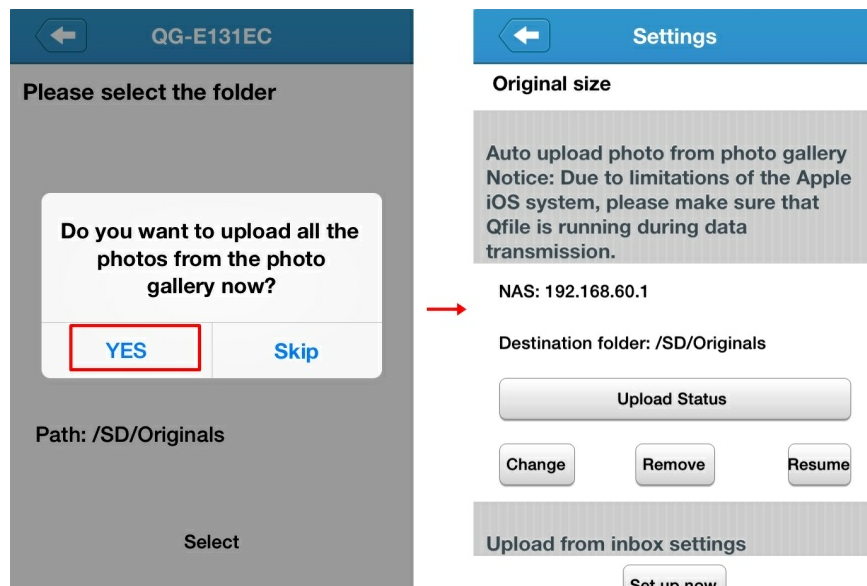 QG-E131EC
Please select the folder
Do you want to upload all the
photos from the photo
gallery now?
YES
Skip
Path: /SD/Originals
Select
Settings
Original size
Auto upload photo from photo gallery
Notice: Due to limitations of the Apple
iOS system, please make sure that
Qfile is running during data
transmission.
NAS: 192.168.60.1
Destination folder: /SD/Originals
Upload Status
Change
Remove
Resume
Upload from inbox settings
Set up now